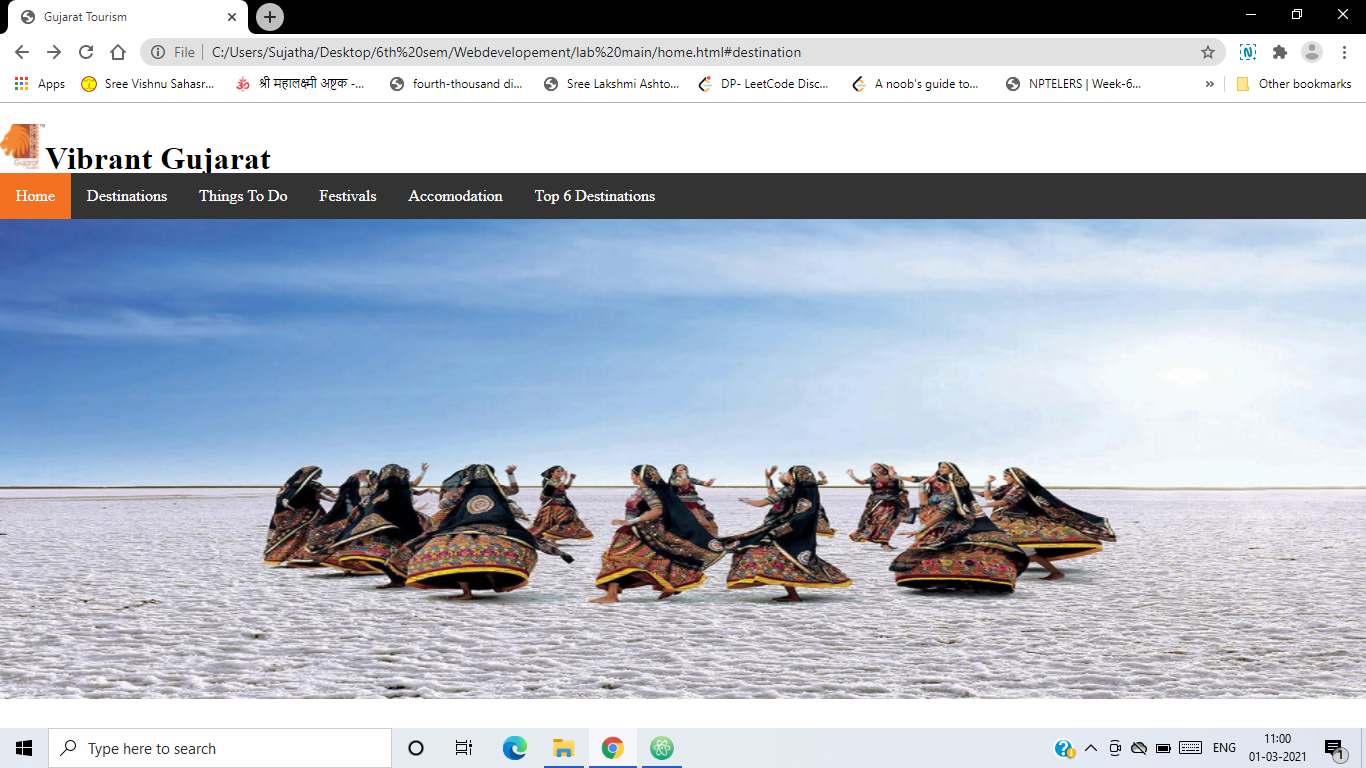 Gujarat Tourism
File C:/Users/Sujatha/Desktop/6th%20sem/Webdevelopement/lab%20main/home.html#destination
Apps Sree Vishnu Sahasr... श्री महालक्ष्मी अष्टक -... fourth-thousand di... Sree Lakshmi Ashto... DP- LeetCode Disc... A noob's guide to... NPTELERS | Week-6... » Other bookmarks
Gujarat
Vibrant Gujarat
Home Destinations Things To Do Festivals Accomodation Top 6 Destinations
Type here to search
ENG
11:00
01-03-2021
1